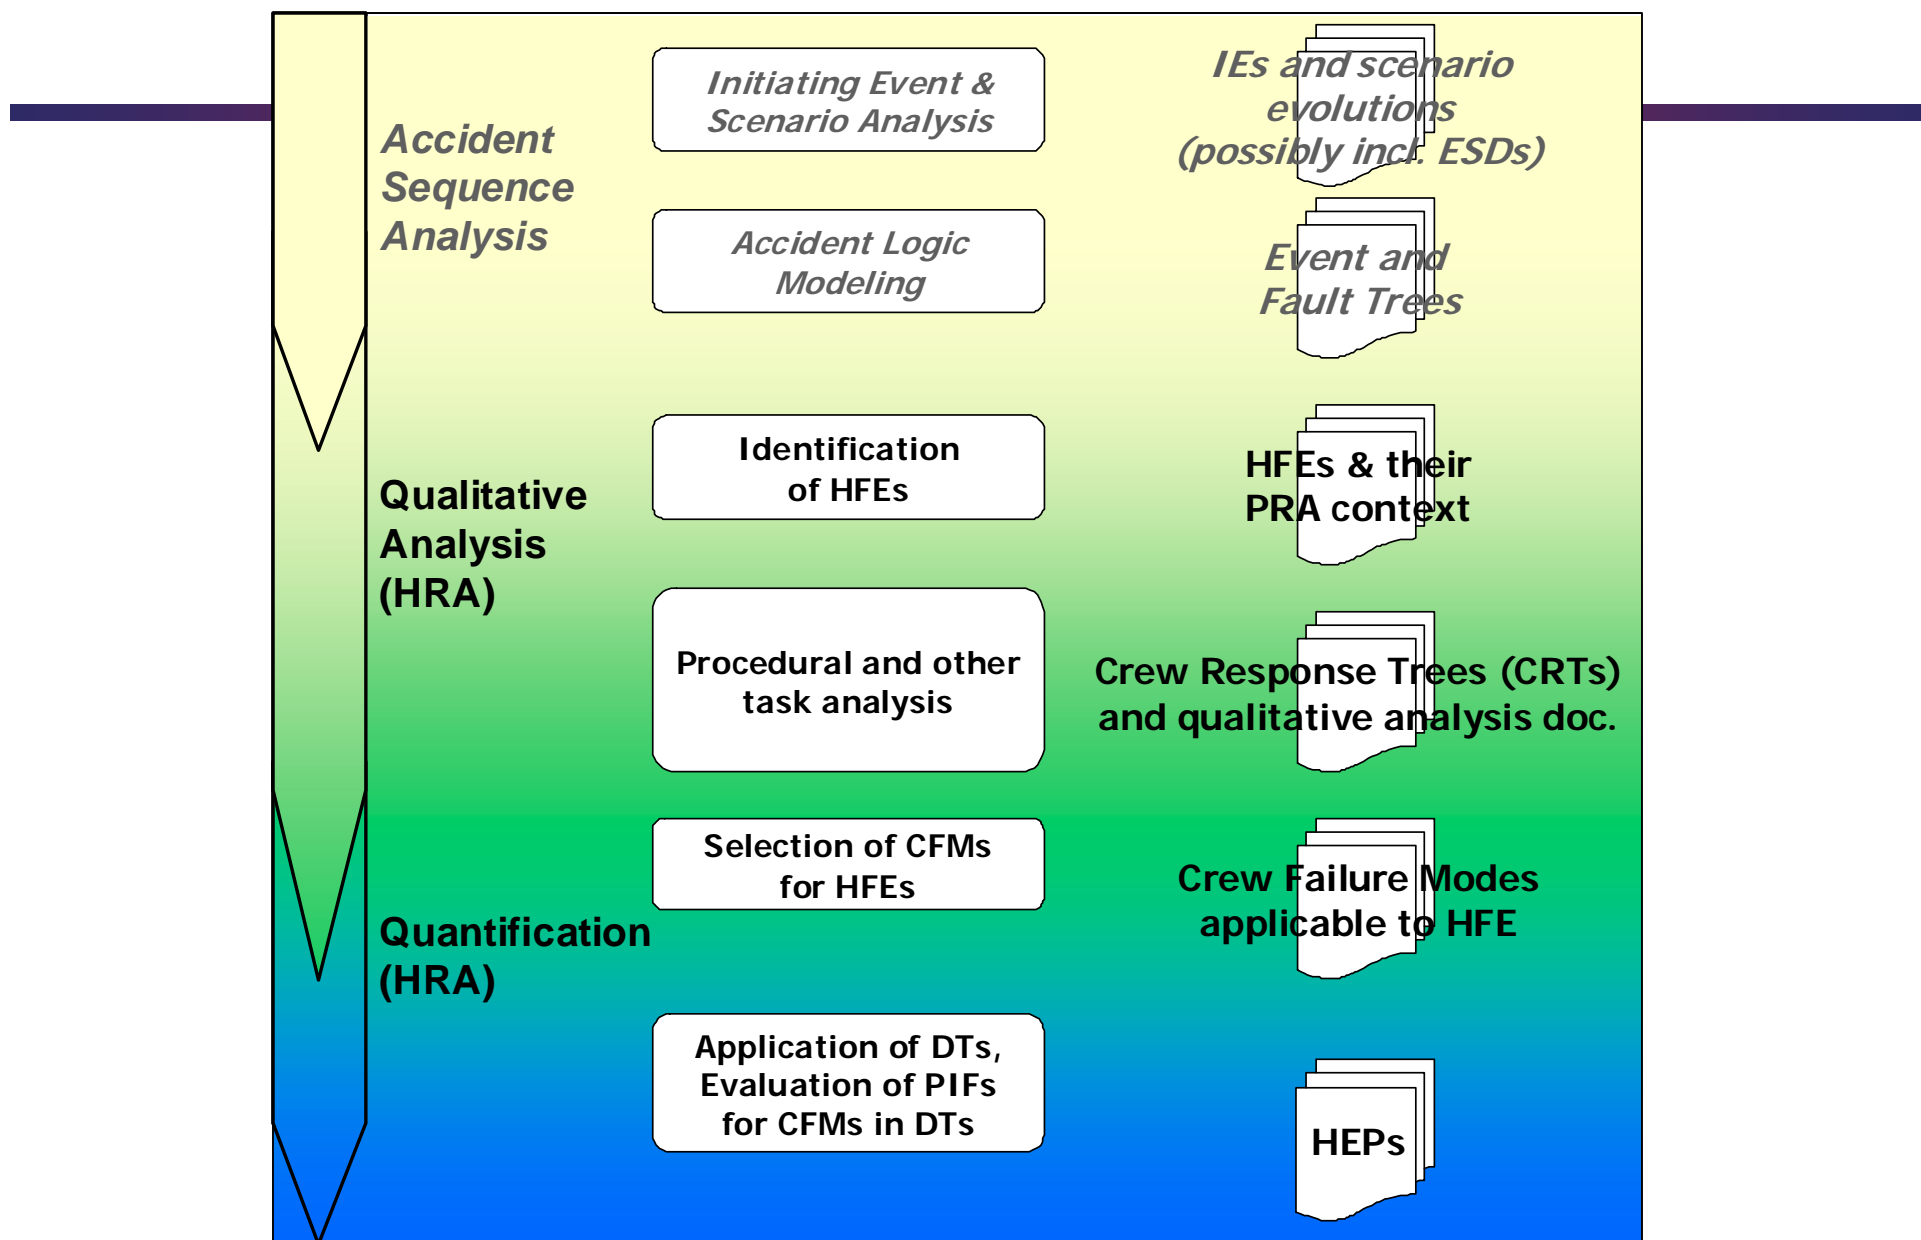 Accident
Sequence
Analysis
Initiating Event &
Scenario Analysis
IEs and scenario
evolutions
(possibly incl. ESDs)
Accident Logic
Modeling
Event and
Fault Trees
Qualitative
Analysis
(HRA)
Identification
of HFEs
HFEs & their
PRA context
Procedural and other
task analysis
Crew Response Trees (CRTs)
and qualitative analysis doc.
Quantification
(HRA)
Selection of CFMs
for HFEs
Crew Failure Modes
applicable to HFE
Application of DTs,
Evaluation of PIFs
for CFMs in DTs
HEPs